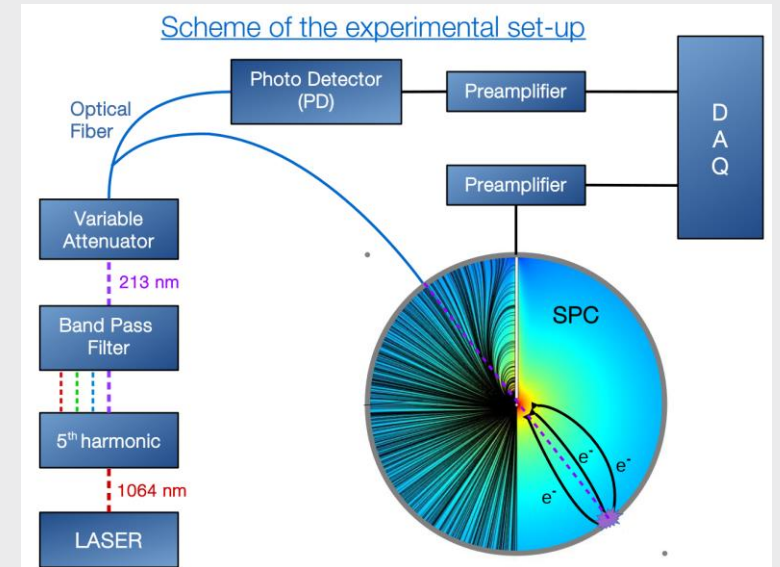 Scheme of the experimental set-up
Photo Detector
(PD)
Preamplifier
D
A
Q
Optical
Fiber
Preamplifier
Variable
Attenuator
213 nm
Band Pass
Filter
SPC
5th harmonic
e-
e-
e-
1064 nm
LASER